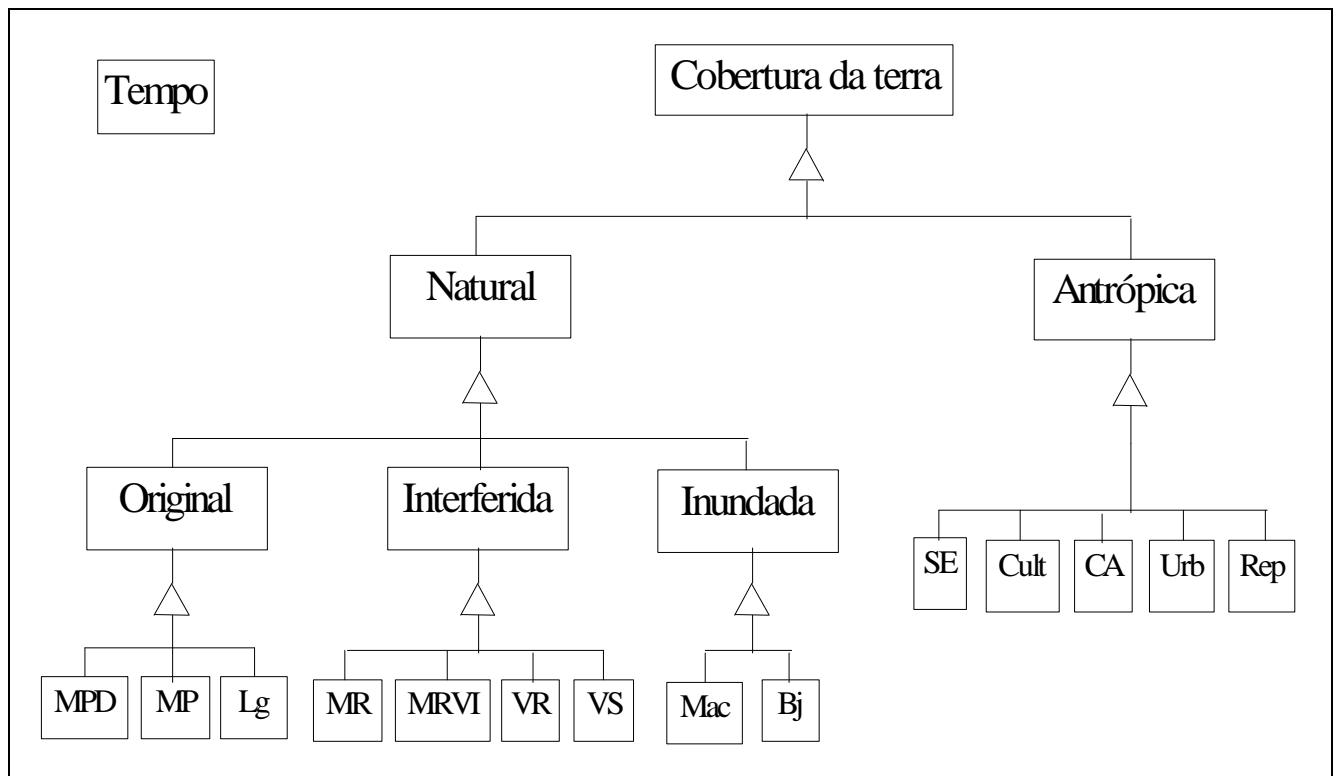 Tempo
Cobertura da terra
Natural
Antrópica
Original
Interferida
Inundada
SE
Cult
CA
Urb
Rep
MPD
MP
Lg
MR
MRVI
VR
VS
Mac
Bj